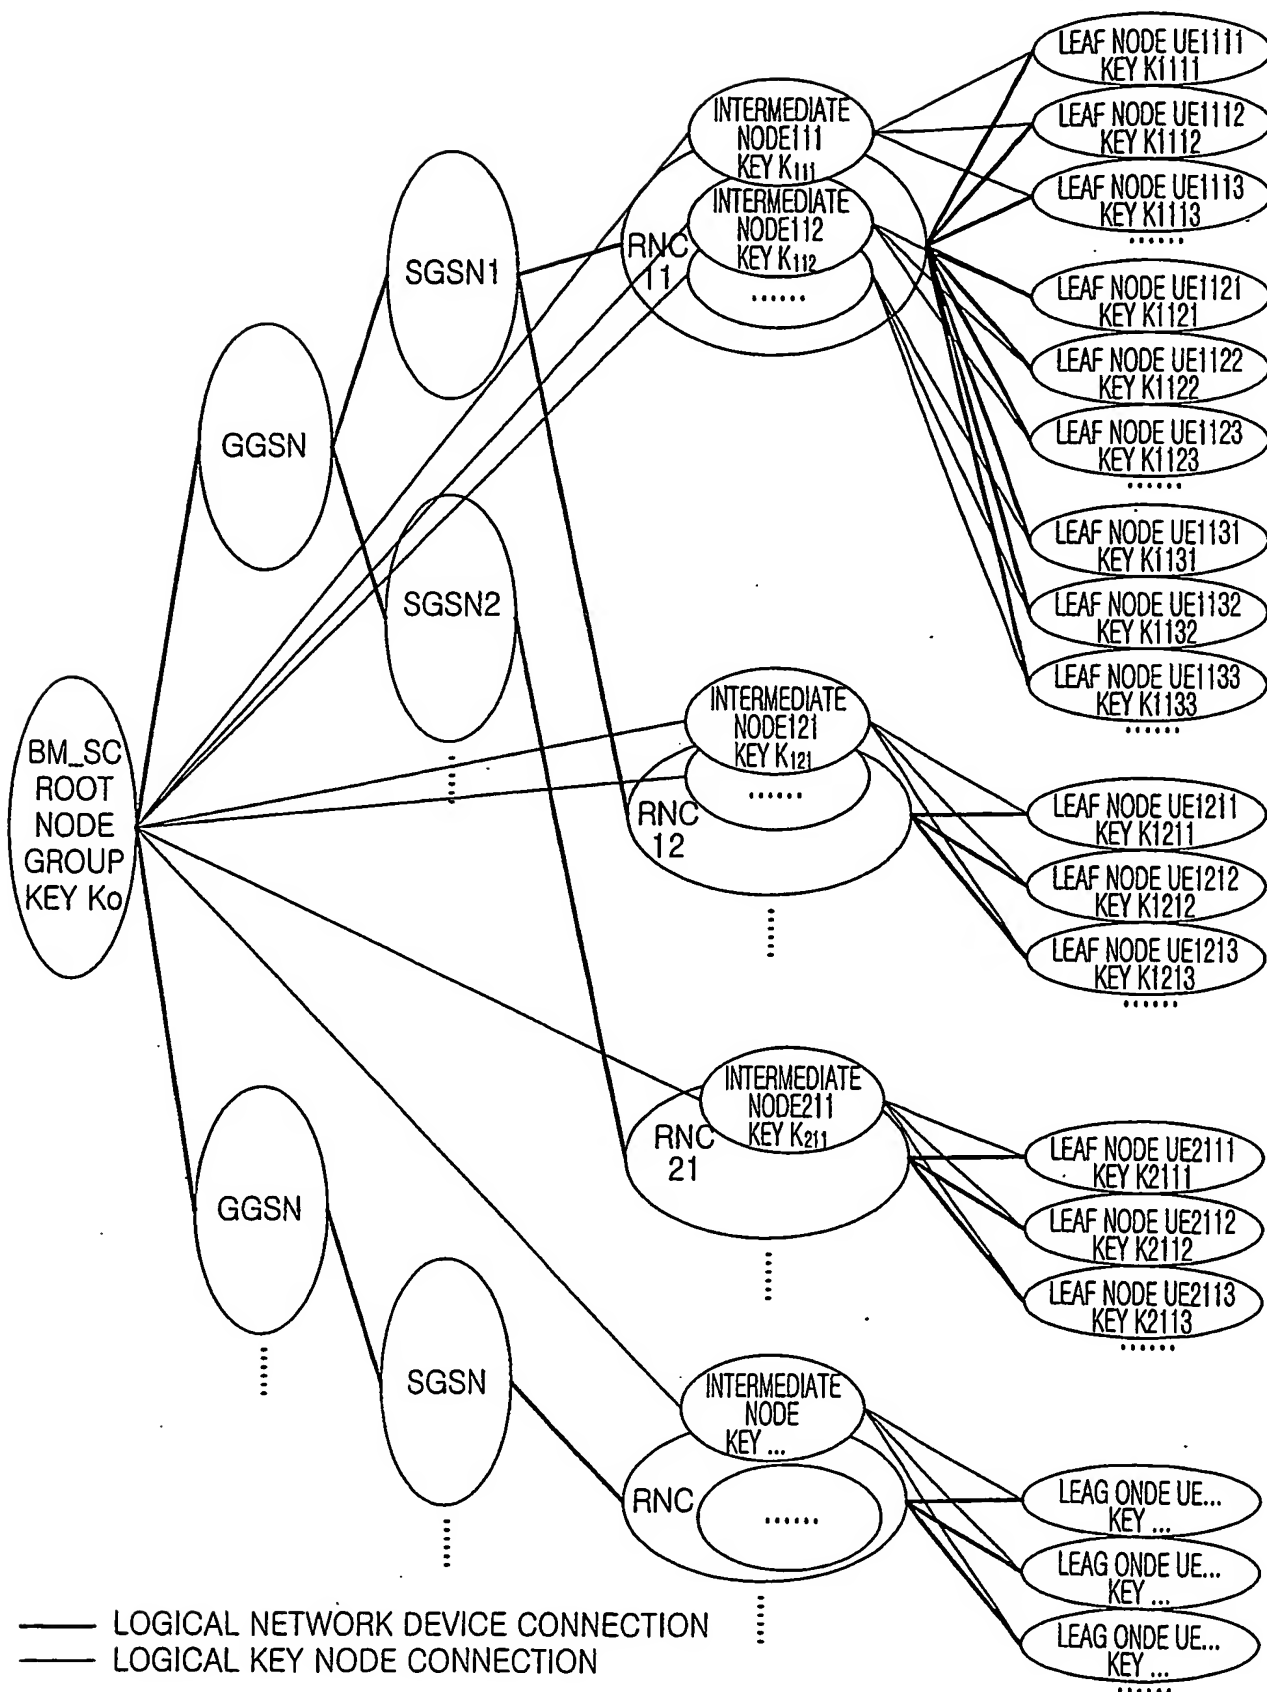 BM_SC
ROOT
NODE
GROUP
KEY Ko
GGSN
SGSN1
SGSN2
GGSN
SGSN
RNC
11
INTERMEDIATE
NODE111
KEY K111
INTERMEDIATE
NODE112
KEY K112
......
RNC
12
INTERMEDIATE
NODE121
KEY K121
......
RNC
21
INTERMEDIATE
NODE211
KEY K211
RNC
INTERMEDIATE
NODE
KEY ...
......
LEAF NODE UE1111
KEY K1111
LEAF NODE UE1112
KEY K1112
LEAF NODE UE1113
KEY K1113
......
LEAF NODE UE1121
KEY K1121
LEAF NODE UE1122
KEY K1122
LEAF NODE UE1123
KEY K1123
......
LEAF NODE UE1131
KEY K1131
LEAF NODE UE1132
KEY K1132
LEAF NODE UE1133
KEY K1133
......
LEAF NODE UE1211
KEY K1211
LEAF NODE UE1212
KEY K1212
LEAF NODE UE1213
KEY K1213
......
LEAF NODE UE2111
KEY K2111
LEAF NODE UE2112
KEY K2112
LEAF NODE UE2113
KEY K2113
......
LEAG ONDE UE...
KEY ...
LEAG ONDE UE...
KEY ...
LEAG ONDE UE...
KEY ...
......
LOGICAL NETWORK DEVICE CONNECTION
LOGICAL KEY NODE CONNECTION